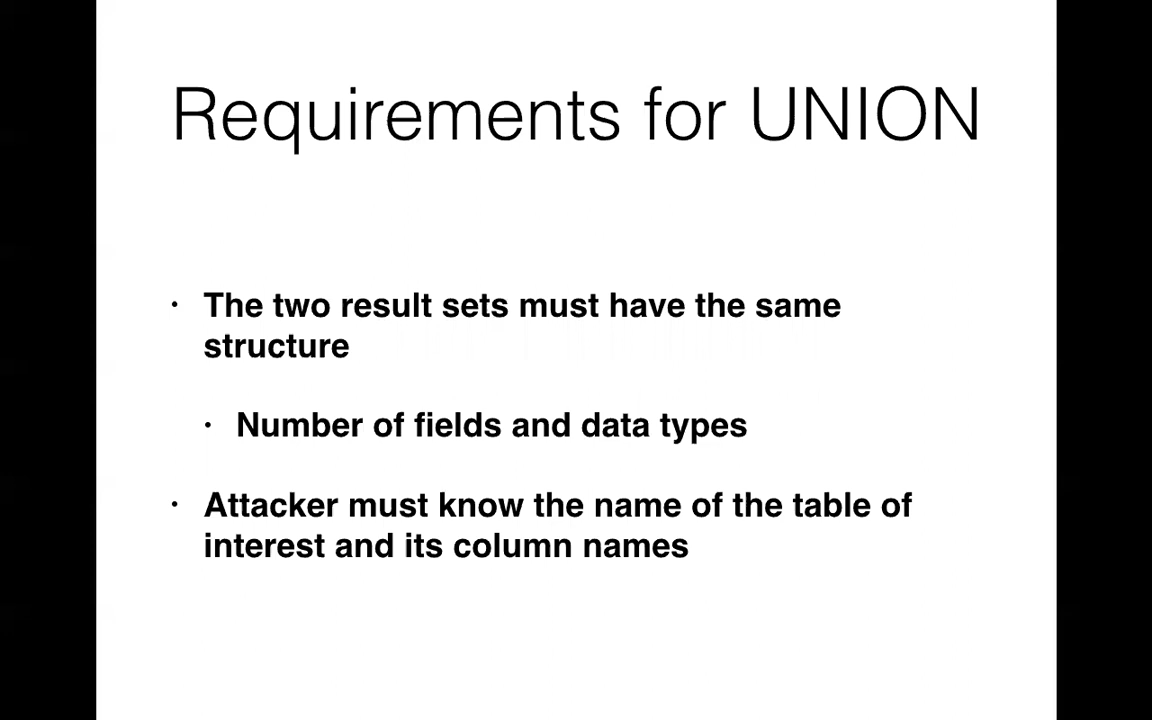 Requirements for UNION
• The two result sets must have the same
structure
• Number of fields and data types
• Attacker must know the name of the table of
interest and its column names